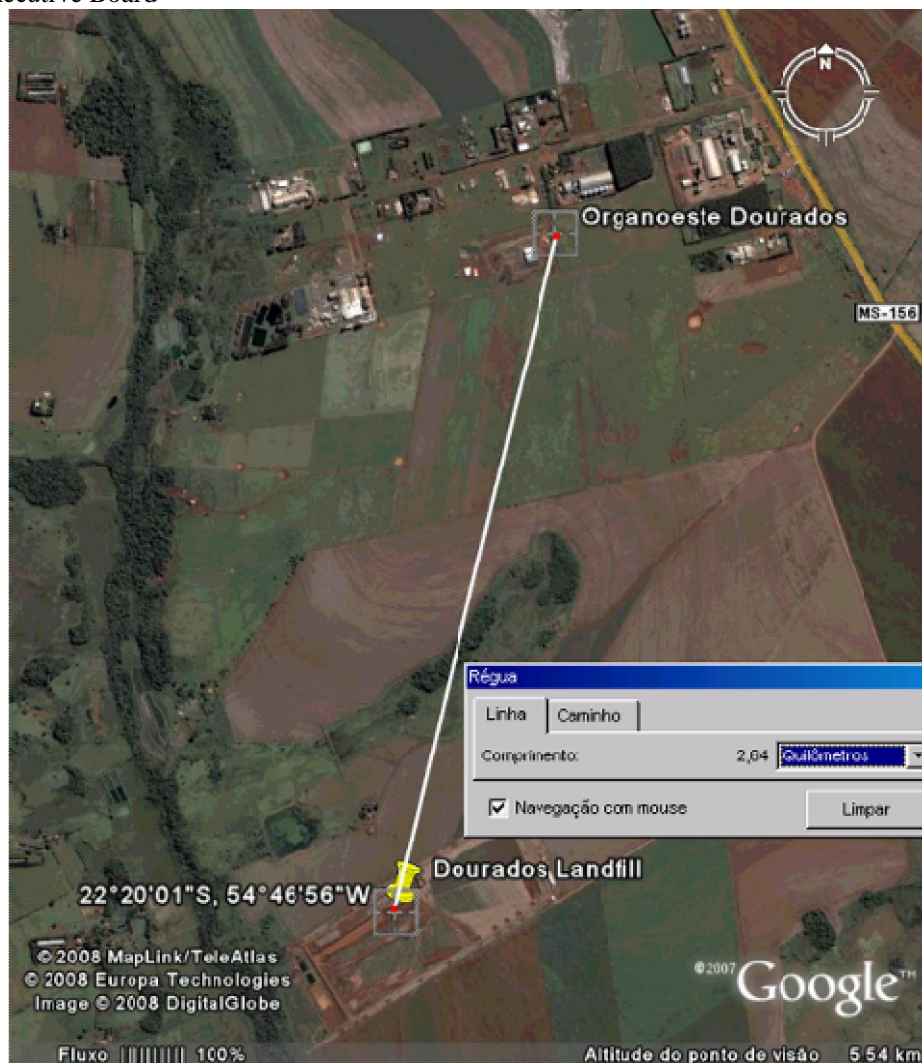 N
Organoeste Dourados
MS-156
Régua
Linha
Caminho
Comprimento:
2,64
Quilômetros
Navegação com mouse
Limpar
Dourados Landfill
22°20'01"S, 54°46'56"W
© 2008 MapLink/TeleAtlas
© 2008 Europa Technologies
Image © 2008 DigitalGlobe
©2007 Google™
Fluxo 100%
Altitude do ponto de visão 5.54 km